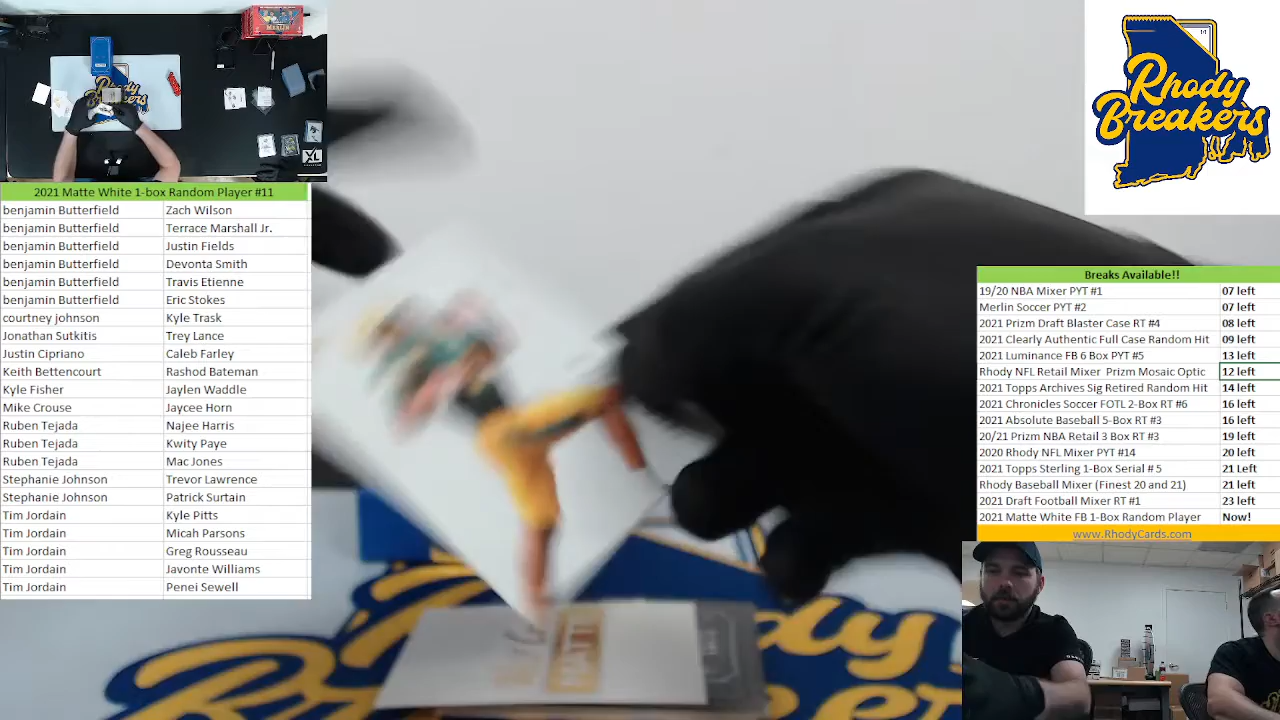 MERLIN
Rhody
Breakers
XL
2021 Matte White 1-box Random Player #11
benjamin Butterfield Zach Wilson
benjamin Butterfield Terrace Marshall Jr.
benjamin Butterfield Justin Fields
benjamin Butterfield Devonta Smith
benjamin Butterfield Travis Etienne
benjamin Butterfield Eric Stokes
courtney johnson Kyle Trask
Jonathan Sutkitis Trey Lance
Justin Cipriano Caleb Farley
Keith Bettencourt Rashod Bateman
Kyle Fisher Jaylen Waddle
Mike Crouse Jaycee Horn
Ruben Tejada Najee Harris
Ruben Tejada Kwity Paye
Ruben Tejada Mac Jones
Stephanie Johnson Trevor Lawrence
Stephanie Johnson Patrick Surtain
Tim Jordain Kyle Pitts
Tim Jordain Micah Parsons
Tim Jordain Greg Rousseau
Tim Jordain Javonte Williams
Tim Jordain Penei Sewell
Rhody
Breakers
Breaks Available!!
19/20 NBA Mixer PYT #1 07 left
Merlin Soccer PYT #2 07 left
2021 Prizm Draft Blaster Case RT #4 08 left
2021 Clearly Authentic Full Case Random Hit 09 left
2021 Luminance FB 6 Box PYT #5 13 left
Rhody NFL Retail Mixer Prizm Mosaic Optic 12 left
2021 Topps Archives Sig Retired Random Hit 14 left
2021 Chronicles Soccer FOTL 2-Box RT #6 16 left
2021 Absolute Baseball 5-Box RT #3 16 left
20/21 Prizm NBA Retail 3 Box RT #3 19 left
2020 Rhody NFL Mixer PYT #14 20 left
2021 Topps Sterling 1-Box Serial # 5 21 Left
Rhody Baseball Mixer (Finest 20 and 21) 21 left
2021 Draft Football Mixer RT #1 23 left
2021 Matte White FB 1-Box Random Player Now!
www.RhodyCards.com